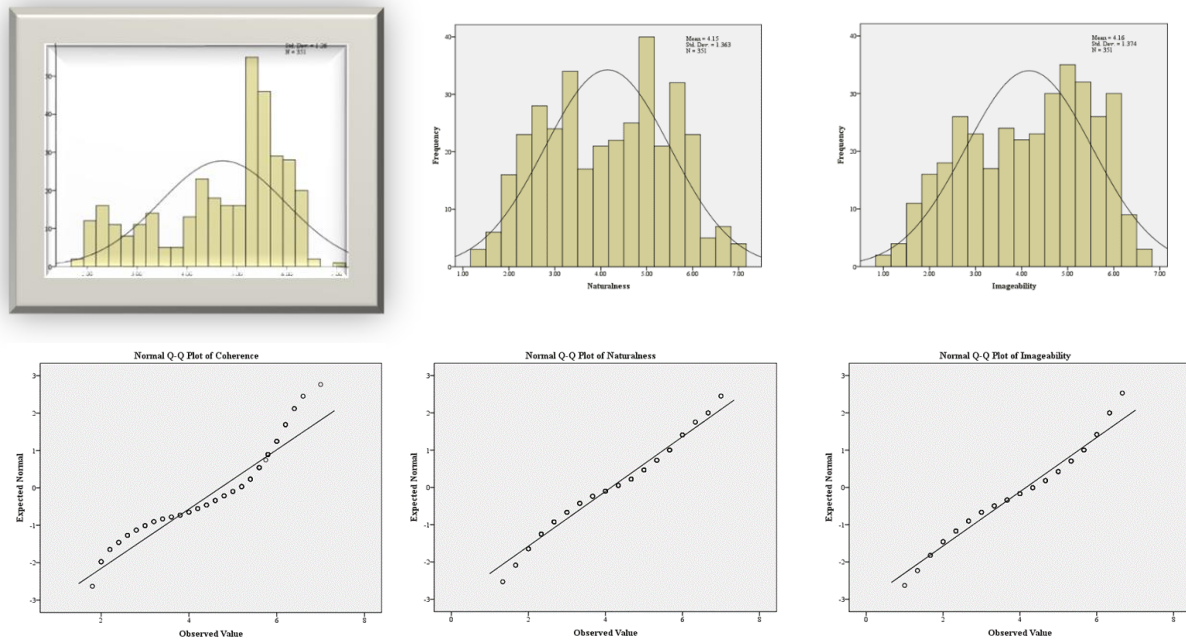 Std. Dev. = 1.26
N = 351
50
40
30
20
10
0
Mean = 4.15
Std. Dev. = 1.363
N = 351
Frequency
40
30
20
10
0
1.00 2.00 3.00 4.00 5.00 6.00 7.00
Naturalness
Mean = 4.16
Std. Dev. = 1.374
N = 351
Frequency
40
30
20
10
0
1.00 2.00 3.00 4.00 5.00 6.00 7.00
Imageability
Normal Q-Q Plot of Coherence
Expected Normal
3
2
1
0
-1
-2
-3
2 4 6 8
Observed Value
Normal Q-Q Plot of Naturalness
Expected Normal
3
2
1
0
-1
-2
-3
0 2 4 6 8
Observed Value
Normal Q-Q Plot of Imageability
Expected Normal
3
2
1
0
-1
-2
-3
0 2 4 6 8
Observed Value